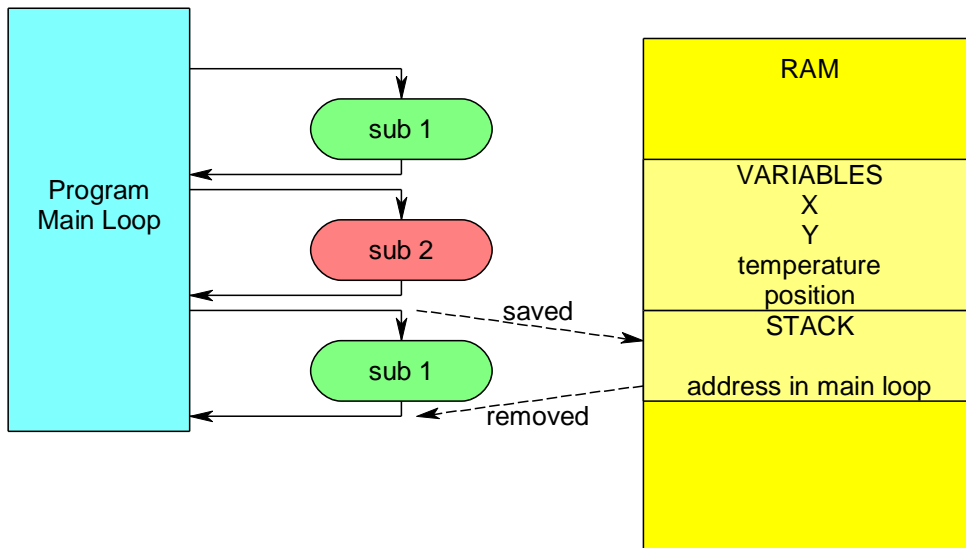 Program
Main Loop
sub 1
sub 2
sub 1
saved
removed
RAM
VARIABLES
X
Y
temperature
position
STACK
address in main loop